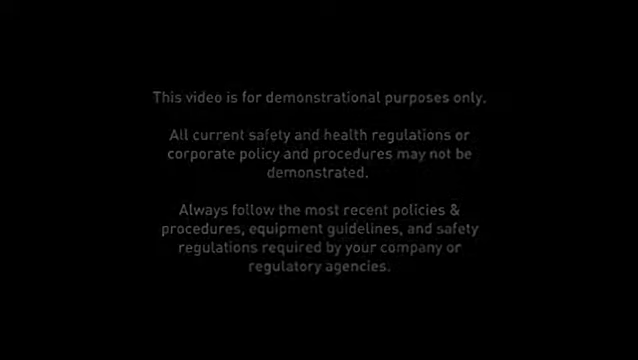 This video is for demonstrational purposes only.
All current safety and health regulations or
corporate policy and procedures may not be
demonstrated.
Always follow the most recent policies &
procedures, equipment guidelines, and safety
regulations required by your company or
regulatory agencies.